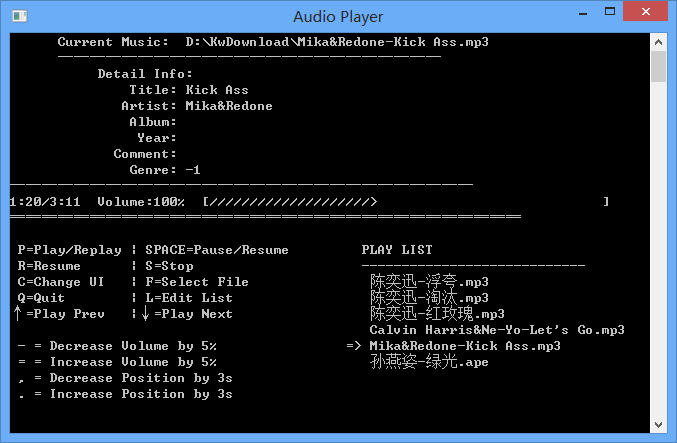 Audio Player
Current Music:  D:\KwDownload\Mika&Redone-Kick Ass.mp3
Detail Info:
Title: Kick Ass
Artist: Mika&Redone
Album:
Year:
Comment:
Genre: -1
1:20/3:11  Volume:100%  [////////////////////>                            ]
P=Play/Replay ¦ SPACE=Pause/Resume         PLAY LIST
R=Resume      ¦ S=Stop                     ----------------------------
C=Change UI   ¦ F=Select File               陈奕迅-浮夸.mp3
Q=Quit        ¦ L=Edit List                 陈奕迅-淘汰.mp3
↑=Play Prev   ¦ ↓=Play Next                 陈奕迅-红玫瑰.mp3
Calvin Harris&Ne-Yo-Let's Go.mp3
- = Decrease Volume by 5%                => Mika&Redone-Kick Ass.mp3
= = Increase Volume by 5%                   孙燕姿-绿光.ape
, = Decrease Position by 3s
. = Increase Position by 3s